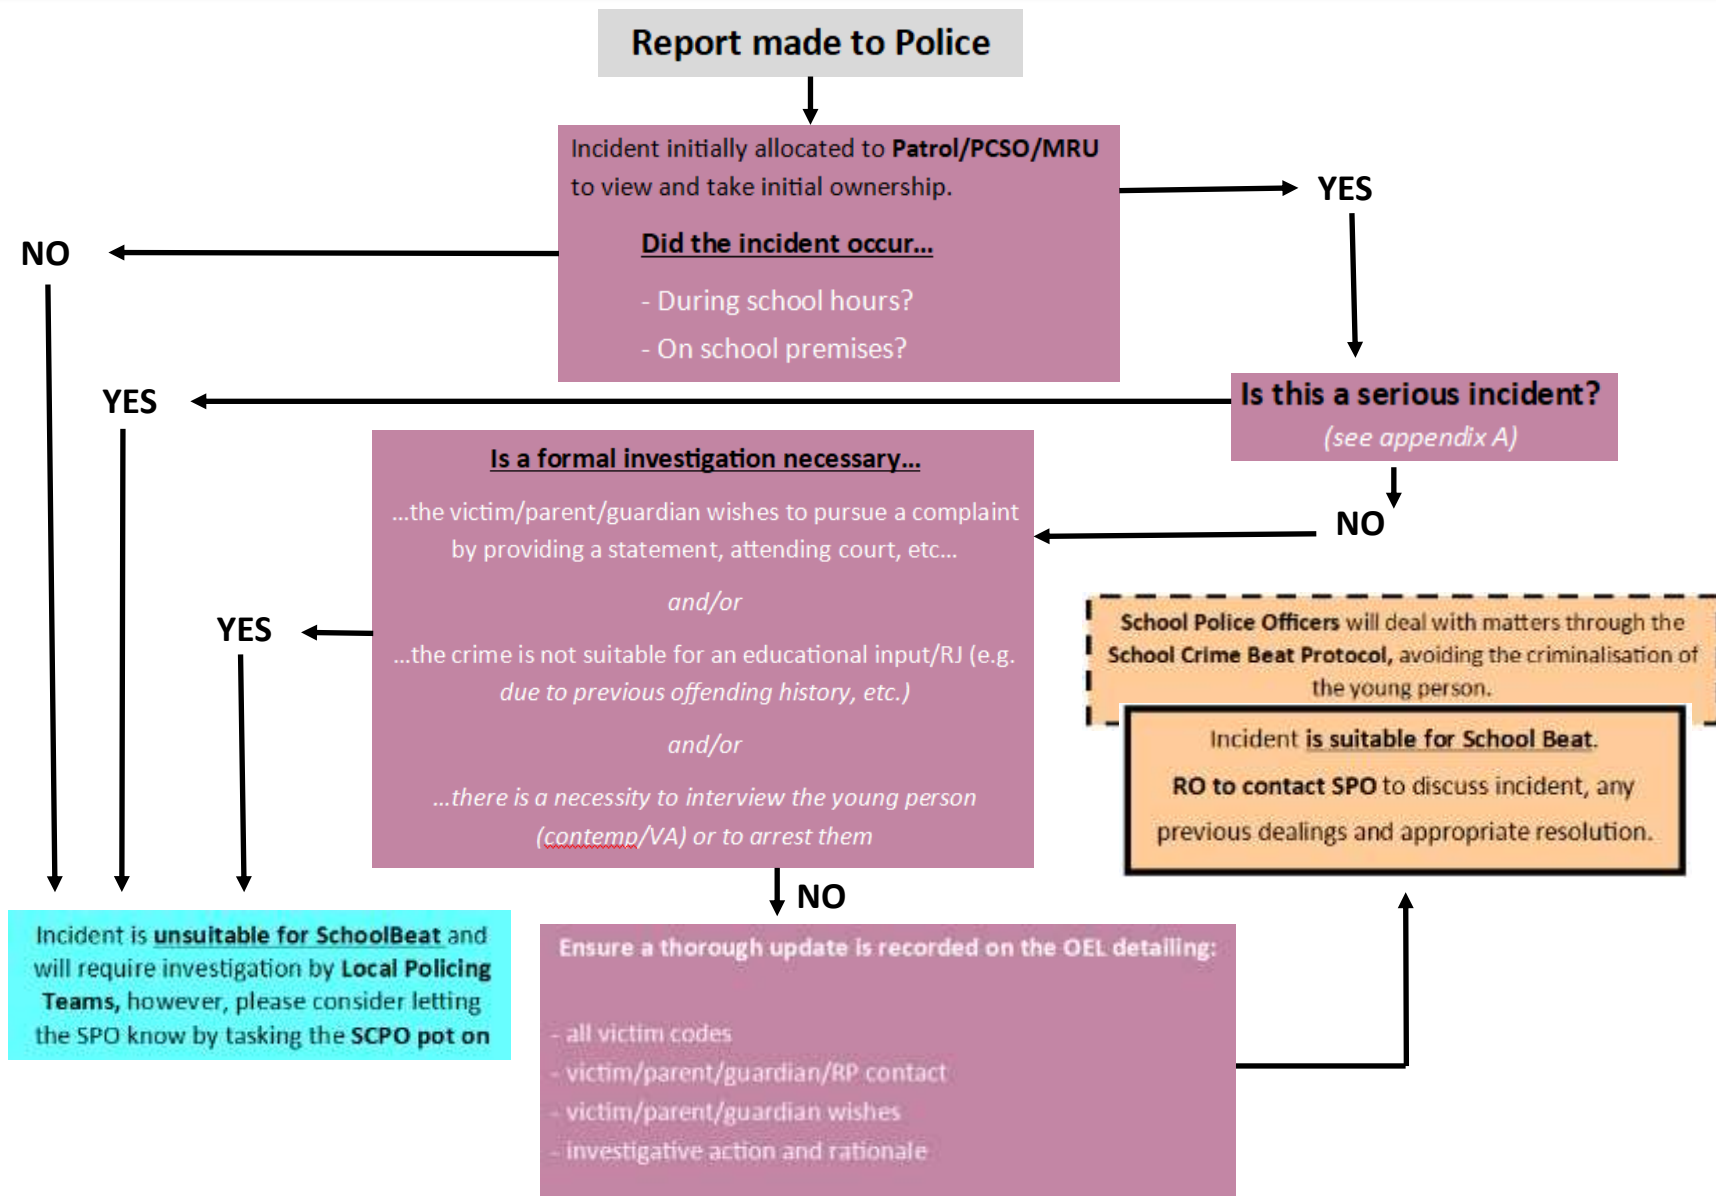 Report made to Police
Incident initially allocated to Patrol/PCSO/MRU
to view and take initial ownership.
Did the incident occur...
- During school hours?
- On school premises?
YES
NO
Is this a serious incident?
(see appendix A)
YES
NO
Is a formal investigation necessary...
...the victim/parent/guardian wishes to pursue a complaint
by providing a statement, attending court, etc...
and/or
...the crime is not suitable for an educational input/RJ (e.g.
due to previous offending history, etc.)
and/or
...there is a necessity to interview the young person
(contemp/VA) or to arrest them
YES
NO
School Police Officers will deal with matters through the
School Crime Beat Protocol, avoiding the criminalisation of
the young person.
Incident is suitable for School Beat.
RO to contact SPO to discuss incident, any
previous dealings and appropriate resolution.
Incident is unsuitable for SchoolBeat and
will require investigation by Local Policing
Teams, however, please consider letting
the SPO know by tasking the SCPO pot on
Ensure a thorough update is recorded on the OEL detailing:
- all victim codes
- victim/parent/guardian/RP contact
- victim/parent/guardian wishes
- investigative action and rationale